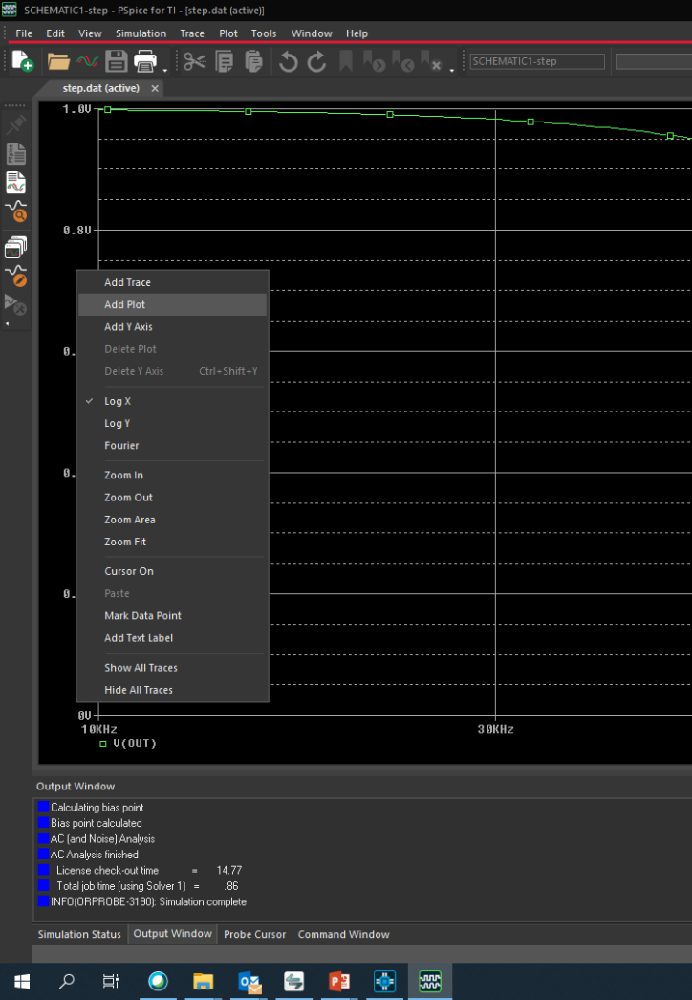 SCHEMATIC1-step - PSpice for TI - [step.dat (active)]
File Edit View Simulation Trace Plot Tools Window Help
SCHEMATIC1-step
step.dat (active) ×
1.0V
0.8V
0.
0.
0.
0V
Add Trace
Add Plot
Add Y Axis
Delete Plot
Delete Y Axis Ctrl+Shift+Y
Log X
Log Y
Fourier
Zoom In
Zoom Out
Zoom Area
Zoom Fit
Cursor On
Paste
Mark Data Point
Add Text Label
Show All Traces
Hide All Traces
10KHz 30KHz
V(OUT)
Output Window
Calculating bias point
Bias point calculated
AC (and Noise) Analysis
AC Analysis finished
License check-out time = 14.77
Total job time (using Solver 1) = .86
INFO(ORPROBE-3190): Simulation complete
Simulation Status Output Window Probe Cursor Command Window